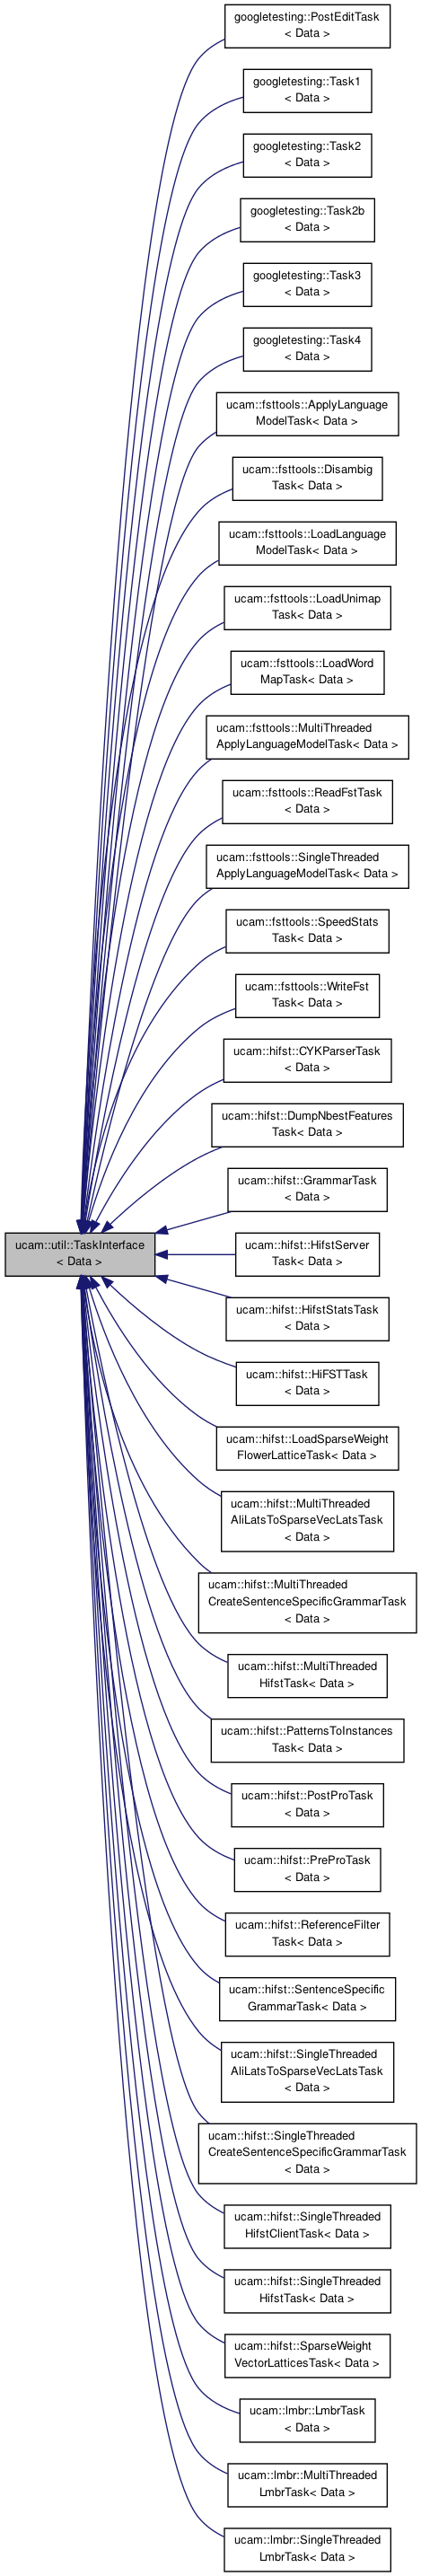 googletesting::PostEditTask
< Data >
googletesting::Task1
< Data >
googletesting::Task2
< Data >
googletesting::Task2b
< Data >
googletesting::Task3
< Data >
googletesting::Task4
< Data >
ucam::fsttools::ApplyLanguage
ModelTask< Data >
ucam::fsttools::Disambig
Task< Data >
ucam::fsttools::LoadLanguage
ModelTask< Data >
ucam::fsttools::LoadUnimap
Task< Data >
ucam::fsttools::LoadWord
MapTask< Data >
ucam::fsttools::MultiThreaded
ApplyLanguageModelTask< Data >
ucam::fsttools::ReadFstTask
< Data >
ucam::fsttools::SingleThreaded
ApplyLanguageModelTask< Data >
ucam::fsttools::SpeedStats
Task< Data >
ucam::fsttools::WriteFst
Task< Data >
ucam::hifst::CYKParserTask
< Data >
ucam::hifst::DumpNbestFeatures
Task< Data >
ucam::hifst::GrammarTask
< Data >
ucam::util::TaskInterface
< Data >
ucam::hifst::HifstServer
Task< Data >
ucam::hifst::HifstStatsTask
< Data >
ucam::hifst::HiFSTTask
< Data >
ucam::hifst::LoadSparseWeight
FlowerLatticeTask< Data >
ucam::hifst::MultiThreaded
AliLatsToSparseVecLatsTask
< Data >
ucam::hifst::MultiThreaded
CreateSentenceSpecificGrammarTask
< Data >
ucam::hifst::MultiThreaded
HifstTask< Data >
ucam::hifst::PatternsToInstances
Task< Data >
ucam::hifst::PostProTask
< Data >
ucam::hifst::PreProTask
< Data >
ucam::hifst::ReferenceFilter
Task< Data >
ucam::hifst::SentenceSpecific
GrammarTask< Data >
ucam::hifst::SingleThreaded
AliLatsToSparseVecLatsTask
< Data >
ucam::hifst::SingleThreaded
CreateSentenceSpecificGrammarTask
< Data >
ucam::hifst::SingleThreaded
HifstClientTask< Data >
ucam::hifst::SingleThreaded
HifstTask< Data >
ucam::hifst::SparseWeight
VectorLatticesTask< Data >
ucam::lmbr::LmbrTask
< Data >
ucam::lmbr::MultiThreaded
LmbrTask< Data >
ucam::lmbr::SingleThreaded
LmbrTask< Data >